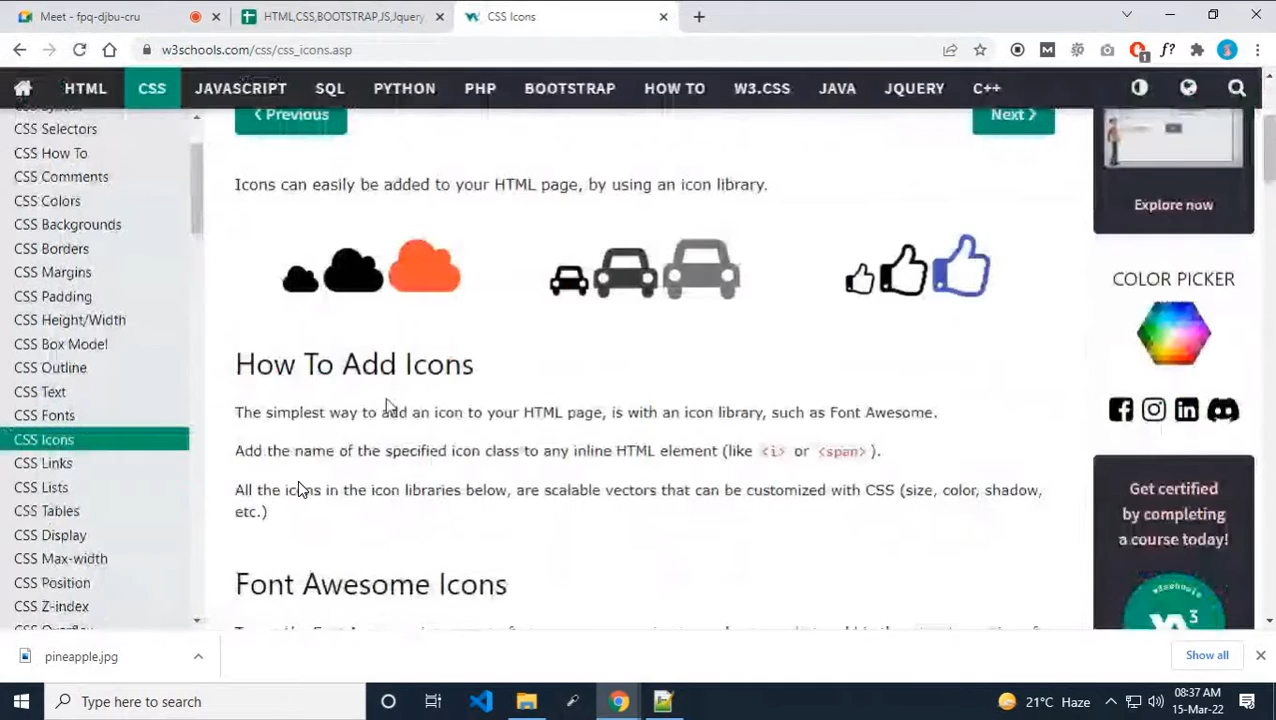 Meet - fpq-djbu-cru
HTML,CSS,BOOTSTRAP,JS,Jquery
CSS Icons
w3schools.com/css/css_icons.asp
1
HTML
CSS
JAVASCRIPT
SQL
PYTHON
PHP
BOOTSTRAP
HOW TO
W3.CSS
JAVA
JQUERY
C++
CSS Selectors
CSS How To
CSS Comments
CSS Colors
CSS Backgrounds
CSS Borders
CSS Margins
CSS Padding
CSS Height/Width
CSS Box Model
CSS Outline
CSS Text
CSS Fonts
CSS Icons
CSS Links
CSS Lists
CSS Tables
CSS Display
CSS Max-width
CSS Position
CSS Z-index
CSS Overflow
❮ Previous
Next ❯
Icons can easily be added to your HTML page, by using an icon library.
How To Add Icons
The simplest way to add an icon to your HTML page, is with an icon library, such as Font Awesome.
Add the name of the specified icon class to any inline HTML element (like <i> or <span>).
All the icons in the icon libraries below, are scalable vectors that can be customized with CSS (size, color, shadow,
etc.)
Font Awesome Icons
Explore now
COLOR PICKER
Get certified
by completing
a course today!
w3schools
3
pineapple.jpg
Show all
Type here to search
21°C Haze
08:37 AM
15-Mar-22